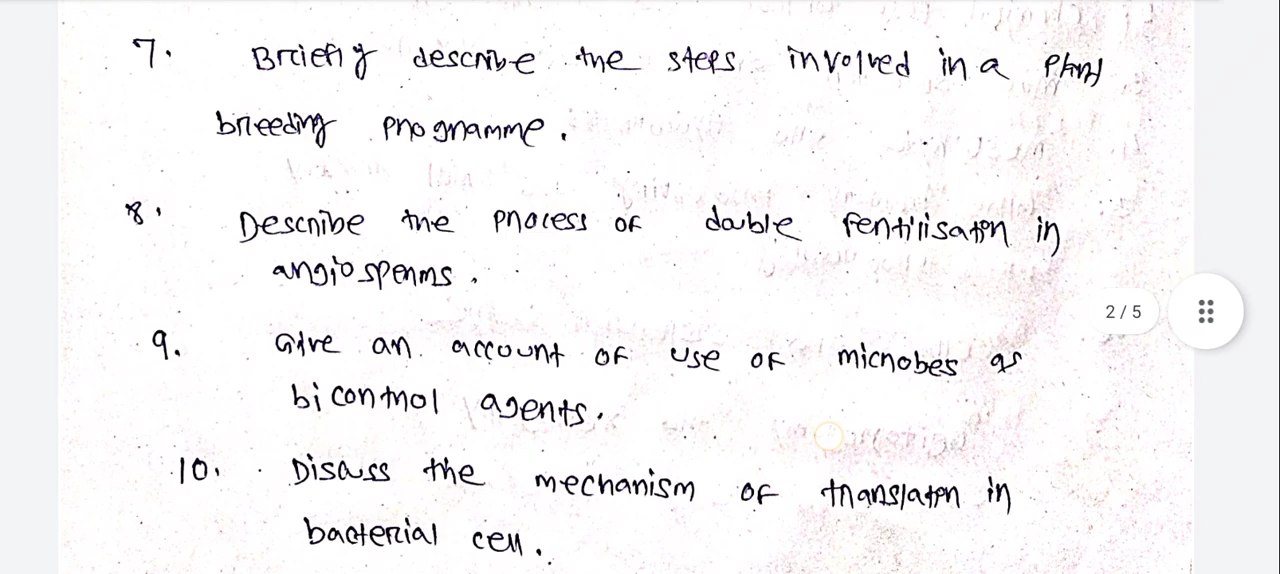 7. Briefly describe the steps involved in a plant
breeding programme.
8. Describe the process of double fertilisation in
angiosperms.
2 / 5
9. Give an account of use of microbes as
bicontrol agents.
10. Discuss the mechanism of translation in
bacterial cell.